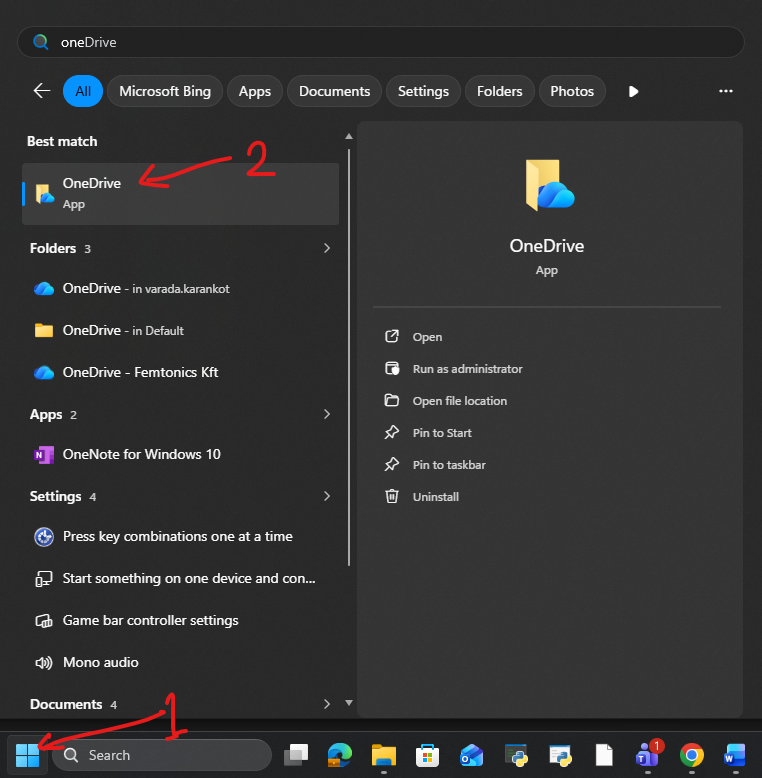 oneDrive
All Microsoft Bing Apps Documents Settings Folders Photos
Best match
OneDrive
App
2
Folders 3
OneDrive - in varada.karankot
OneDrive - in Default
OneDrive - Femtonics Kft
Apps 2
OneNote for Windows 10
Settings 4
Press key combinations one at a time
Start something on one device and con...
Game bar controller settings
Mono audio
Documents 4
OneDrive
App
Open
Run as administrator
Open file location
Pin to Start
Pin to taskbar
Uninstall
1
Search
1